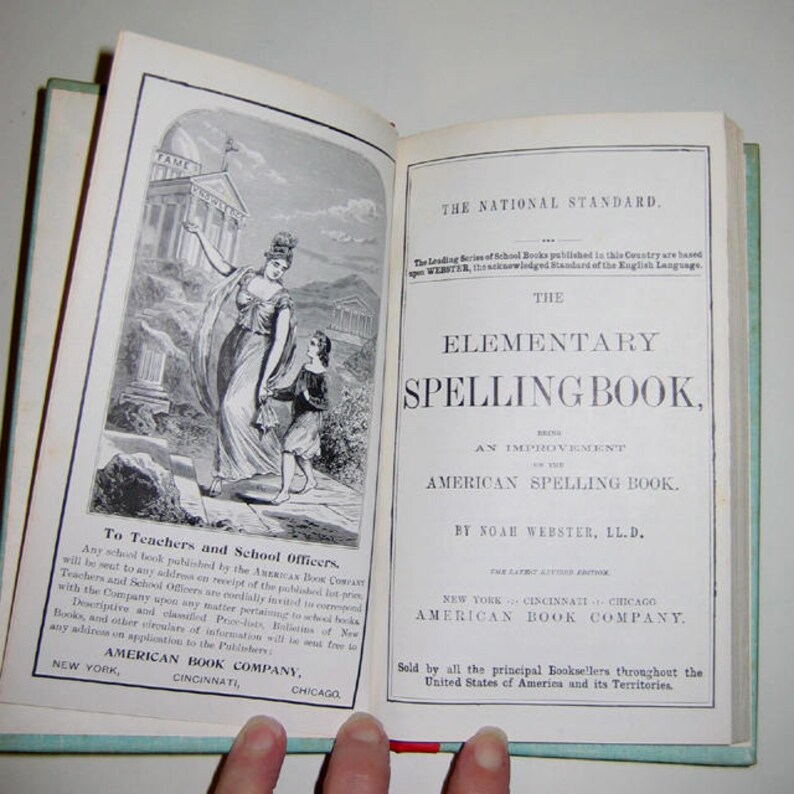 FAME
KNOWLEDGE
To Teachers and School Officers.
Any school book published by the AMERICAN BOOK COMPANY
will be sent to any address on receipt of the published list-price.
Teachers and School Officers are cordially invited to correspond
with the Company upon any matter pertaining to school books.
Descriptive and classified Price-lists, Bulletins of New
Books, and other circulars of information will be sent free to
any address on application to the Publishers:
AMERICAN BOOK COMPANY,
NEW YORK, CINCINNATI, CHICAGO.
THE NATIONAL STANDARD.
The Leading Series of School Books published in this Country are based
upon WEBSTER, the acknowledged Standard of the English Language.
THE
ELEMENTARY
SPELLING BOOK,
BEING
AN IMPROVEMENT
ON THE
AMERICAN SPELLING BOOK.
BY NOAH WEBSTER, LL.D.
THE LATEST REVISED EDITION.
NEW YORK ·:· CINCINNATI ·:· CHICAGO
AMERICAN BOOK COMPANY.
Sold by all the principal Booksellers throughout the
United States of America and its Territories.